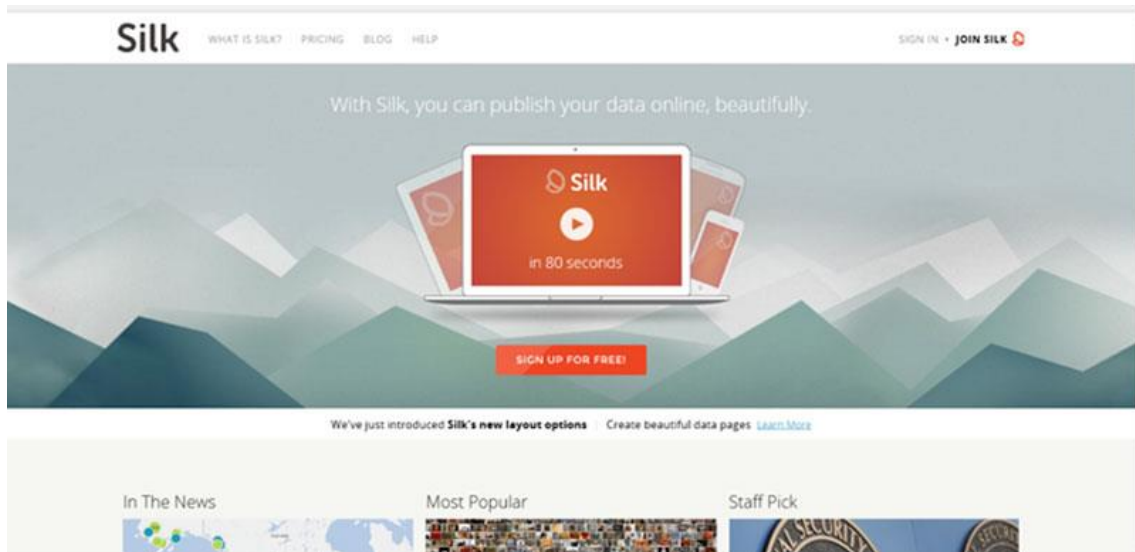 Silk WHAT IS SILK? PRICING BLOG HELP SIGN IN • JOIN SILK
With Silk, you can publish your data online, beautifully.
Silk
in 80 seconds
SIGN UP FOR FREE!
We've just introduced Silk's new layout options | Create beautiful data pages Learn More
In The News Most Popular Staff Pick
SECURITY